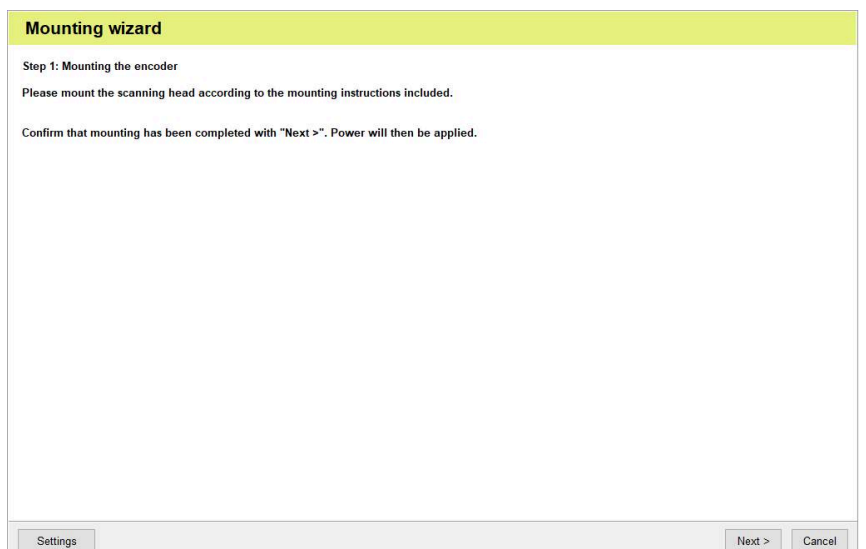 Mounting wizard
Step 1: Mounting the encoder
Please mount the scanning head according to the mounting instructions included.
Confirm that mounting has been completed with "Next >". Power will then be applied.
Settings
Next >
Cancel